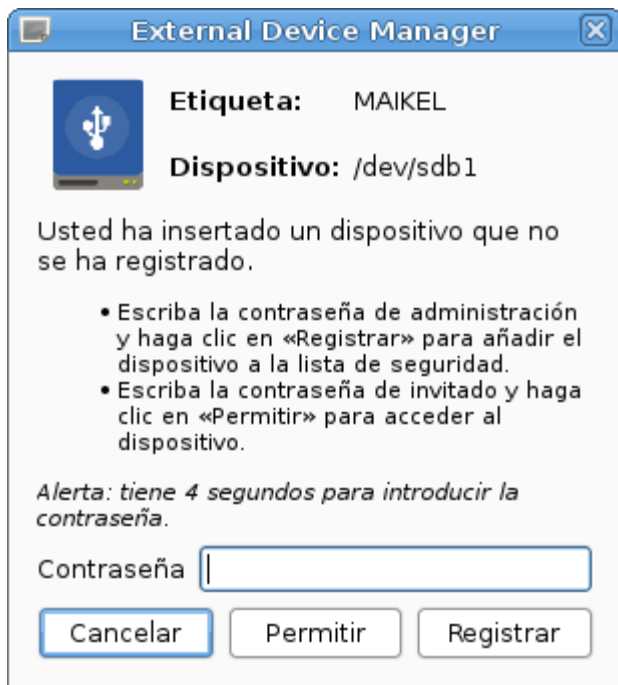 External Device Manager
Etiqueta: MAIKEL
Dispositivo: /dev/sdb1
Usted ha insertado un dispositivo que no
se ha registrado.
• Escriba la contraseña de administración
y haga clic en «Registrar» para añadir el
dispositivo a la lista de seguridad.
• Escriba la contraseña de invitado y haga
clic en «Permitir» para acceder al
dispositivo.
Alerta: tiene 4 segundos para introducir la
contraseña.
Contraseña
Cancelar Permitir Registrar